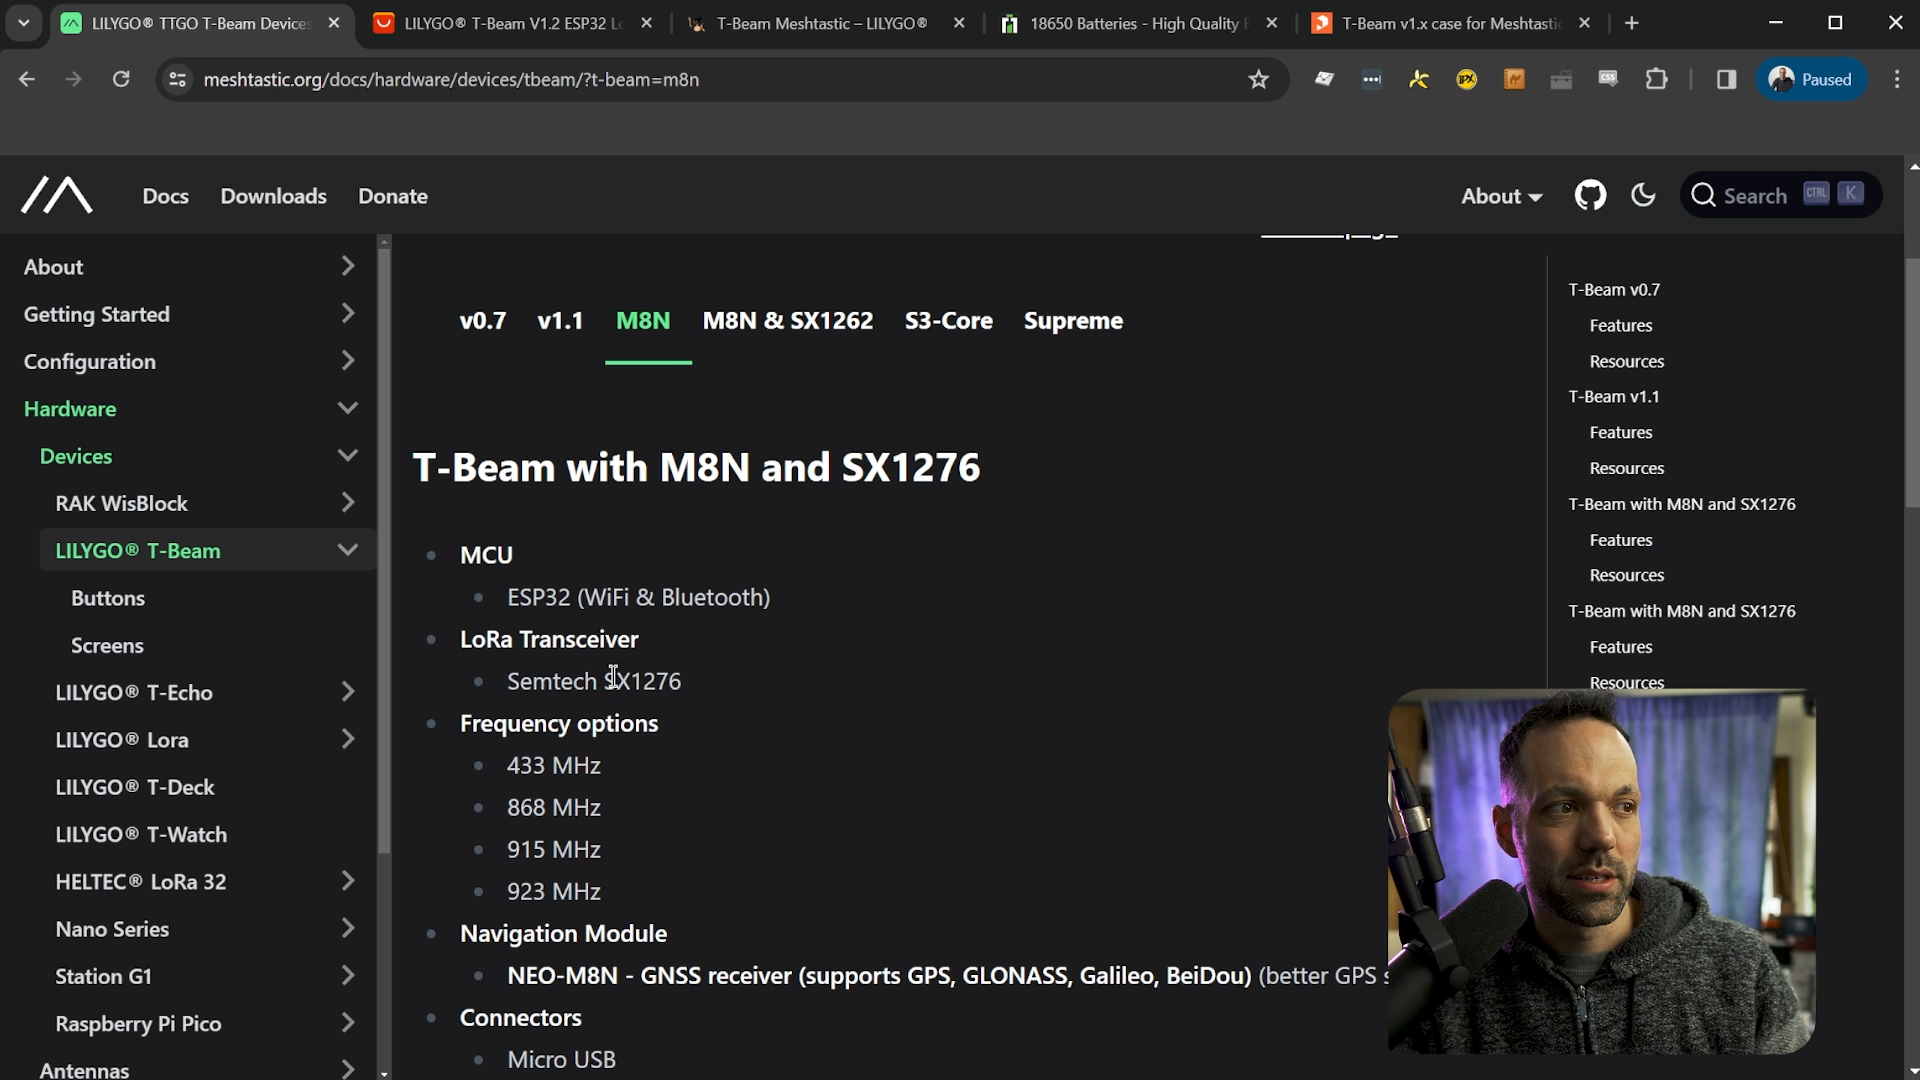 LILYGO® TTGO T-Beam Devices
LILYGO® T-Beam V1.2 ESP32 Lo
T-Beam Meshtastic – LILYGO®
18650 Batteries - High Quality
T-Beam v1.x case for Meshtastic
meshtastic.org/docs/hardware/devices/tbeam/?t-beam=m8n
IPX
CSS
Paused
Docs
Downloads
Donate
About
Search
CTRL
K
About
Getting Started
Configuration
Hardware
Devices
RAK WisBlock
LILYGO® T-Beam
Buttons
Screens
LILYGO® T-Echo
LILYGO® Lora
LILYGO® T-Deck
LILYGO® T-Watch
HELTEC® LoRa 32
Nano Series
Station G1
Raspberry Pi Pico
Antennas
v0.7
v1.1
M8N
M8N & SX1262
S3-Core
Supreme
T-Beam with M8N and SX1276
MCU
ESP32 (WiFi & Bluetooth)
LoRa Transceiver
Semtech SX1276
Frequency options
433 MHz
868 MHz
915 MHz
923 MHz
Navigation Module
NEO-M8N - GNSS receiver (supports GPS, GLONASS, Galileo, BeiDou) (better GPS
Connectors
Micro USB
T-Beam v0.7
Features
Resources
T-Beam v1.1
Features
Resources
T-Beam with M8N and SX1276
Features
Resources
T-Beam with M8N and SX1276
Features
Resources